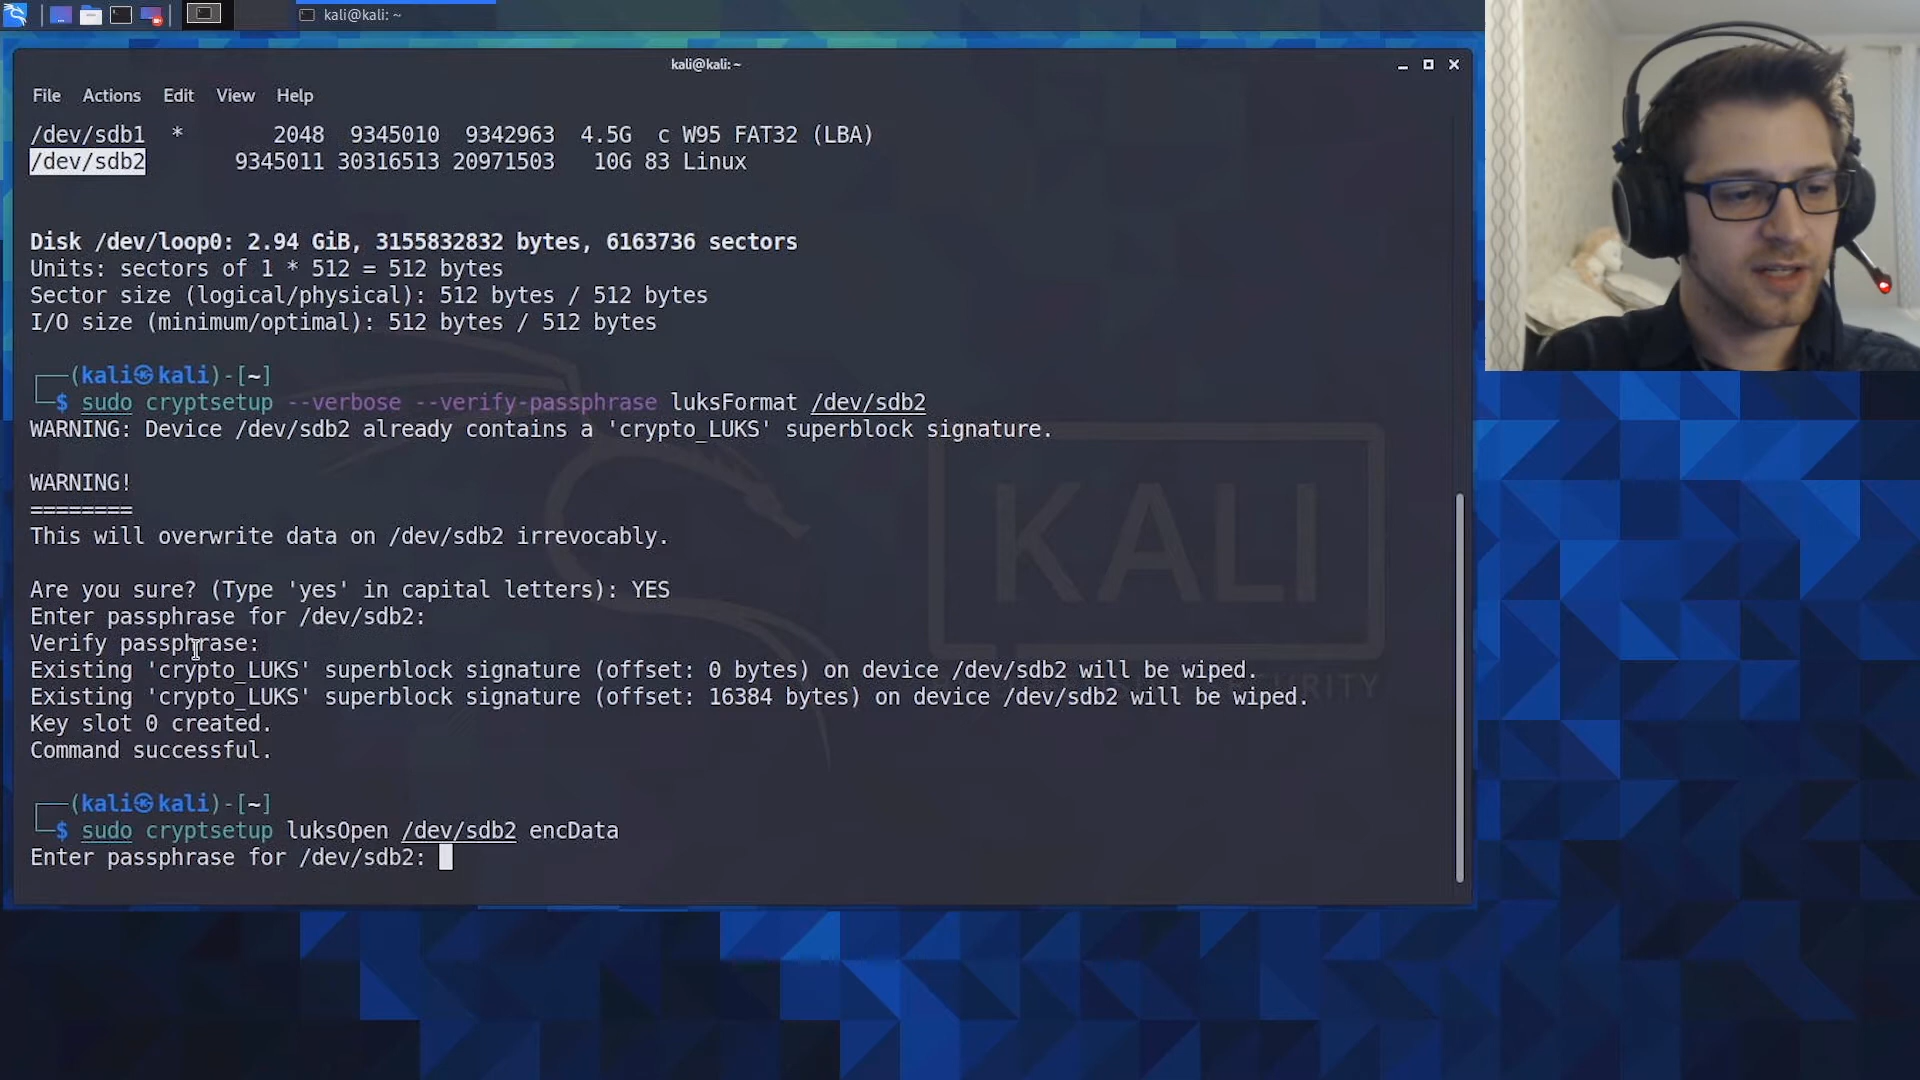 kali@kali: ~
kali@kali: ~
File Actions Edit View Help
/dev/sdb1 * 2048 9345010 9342963 4.5G c W95 FAT32 (LBA)
/dev/sdb2 9345011 30316513 20971503 10G 83 Linux
Disk /dev/loop0: 2.94 GiB, 3155832832 bytes, 6163736 sectors
Units: sectors of 1 * 512 = 512 bytes
Sector size (logical/physical): 512 bytes / 512 bytes
I/O size (minimum/optimal): 512 bytes / 512 bytes
┌──(kali㉿kali)-[~]
└─$ sudo cryptsetup --verbose --verify-passphrase luksFormat /dev/sdb2
WARNING: Device /dev/sdb2 already contains a 'crypto_LUKS' superblock signature.
WARNING!
========
This will overwrite data on /dev/sdb2 irrevocably.
Are you sure? (Type 'yes' in capital letters): YES
Enter passphrase for /dev/sdb2:
Verify passphrase:
Existing 'crypto_LUKS' superblock signature (offset: 0 bytes) on device /dev/sdb2 will be wiped.
Existing 'crypto_LUKS' superblock signature (offset: 16384 bytes) on device /dev/sdb2 will be wiped.
Key slot 0 created.
Command successful.
┌──(kali㉿kali)-[~]
└─$ sudo cryptsetup luksOpen /dev/sdb2 encData
Enter passphrase for /dev/sdb2:
KALI